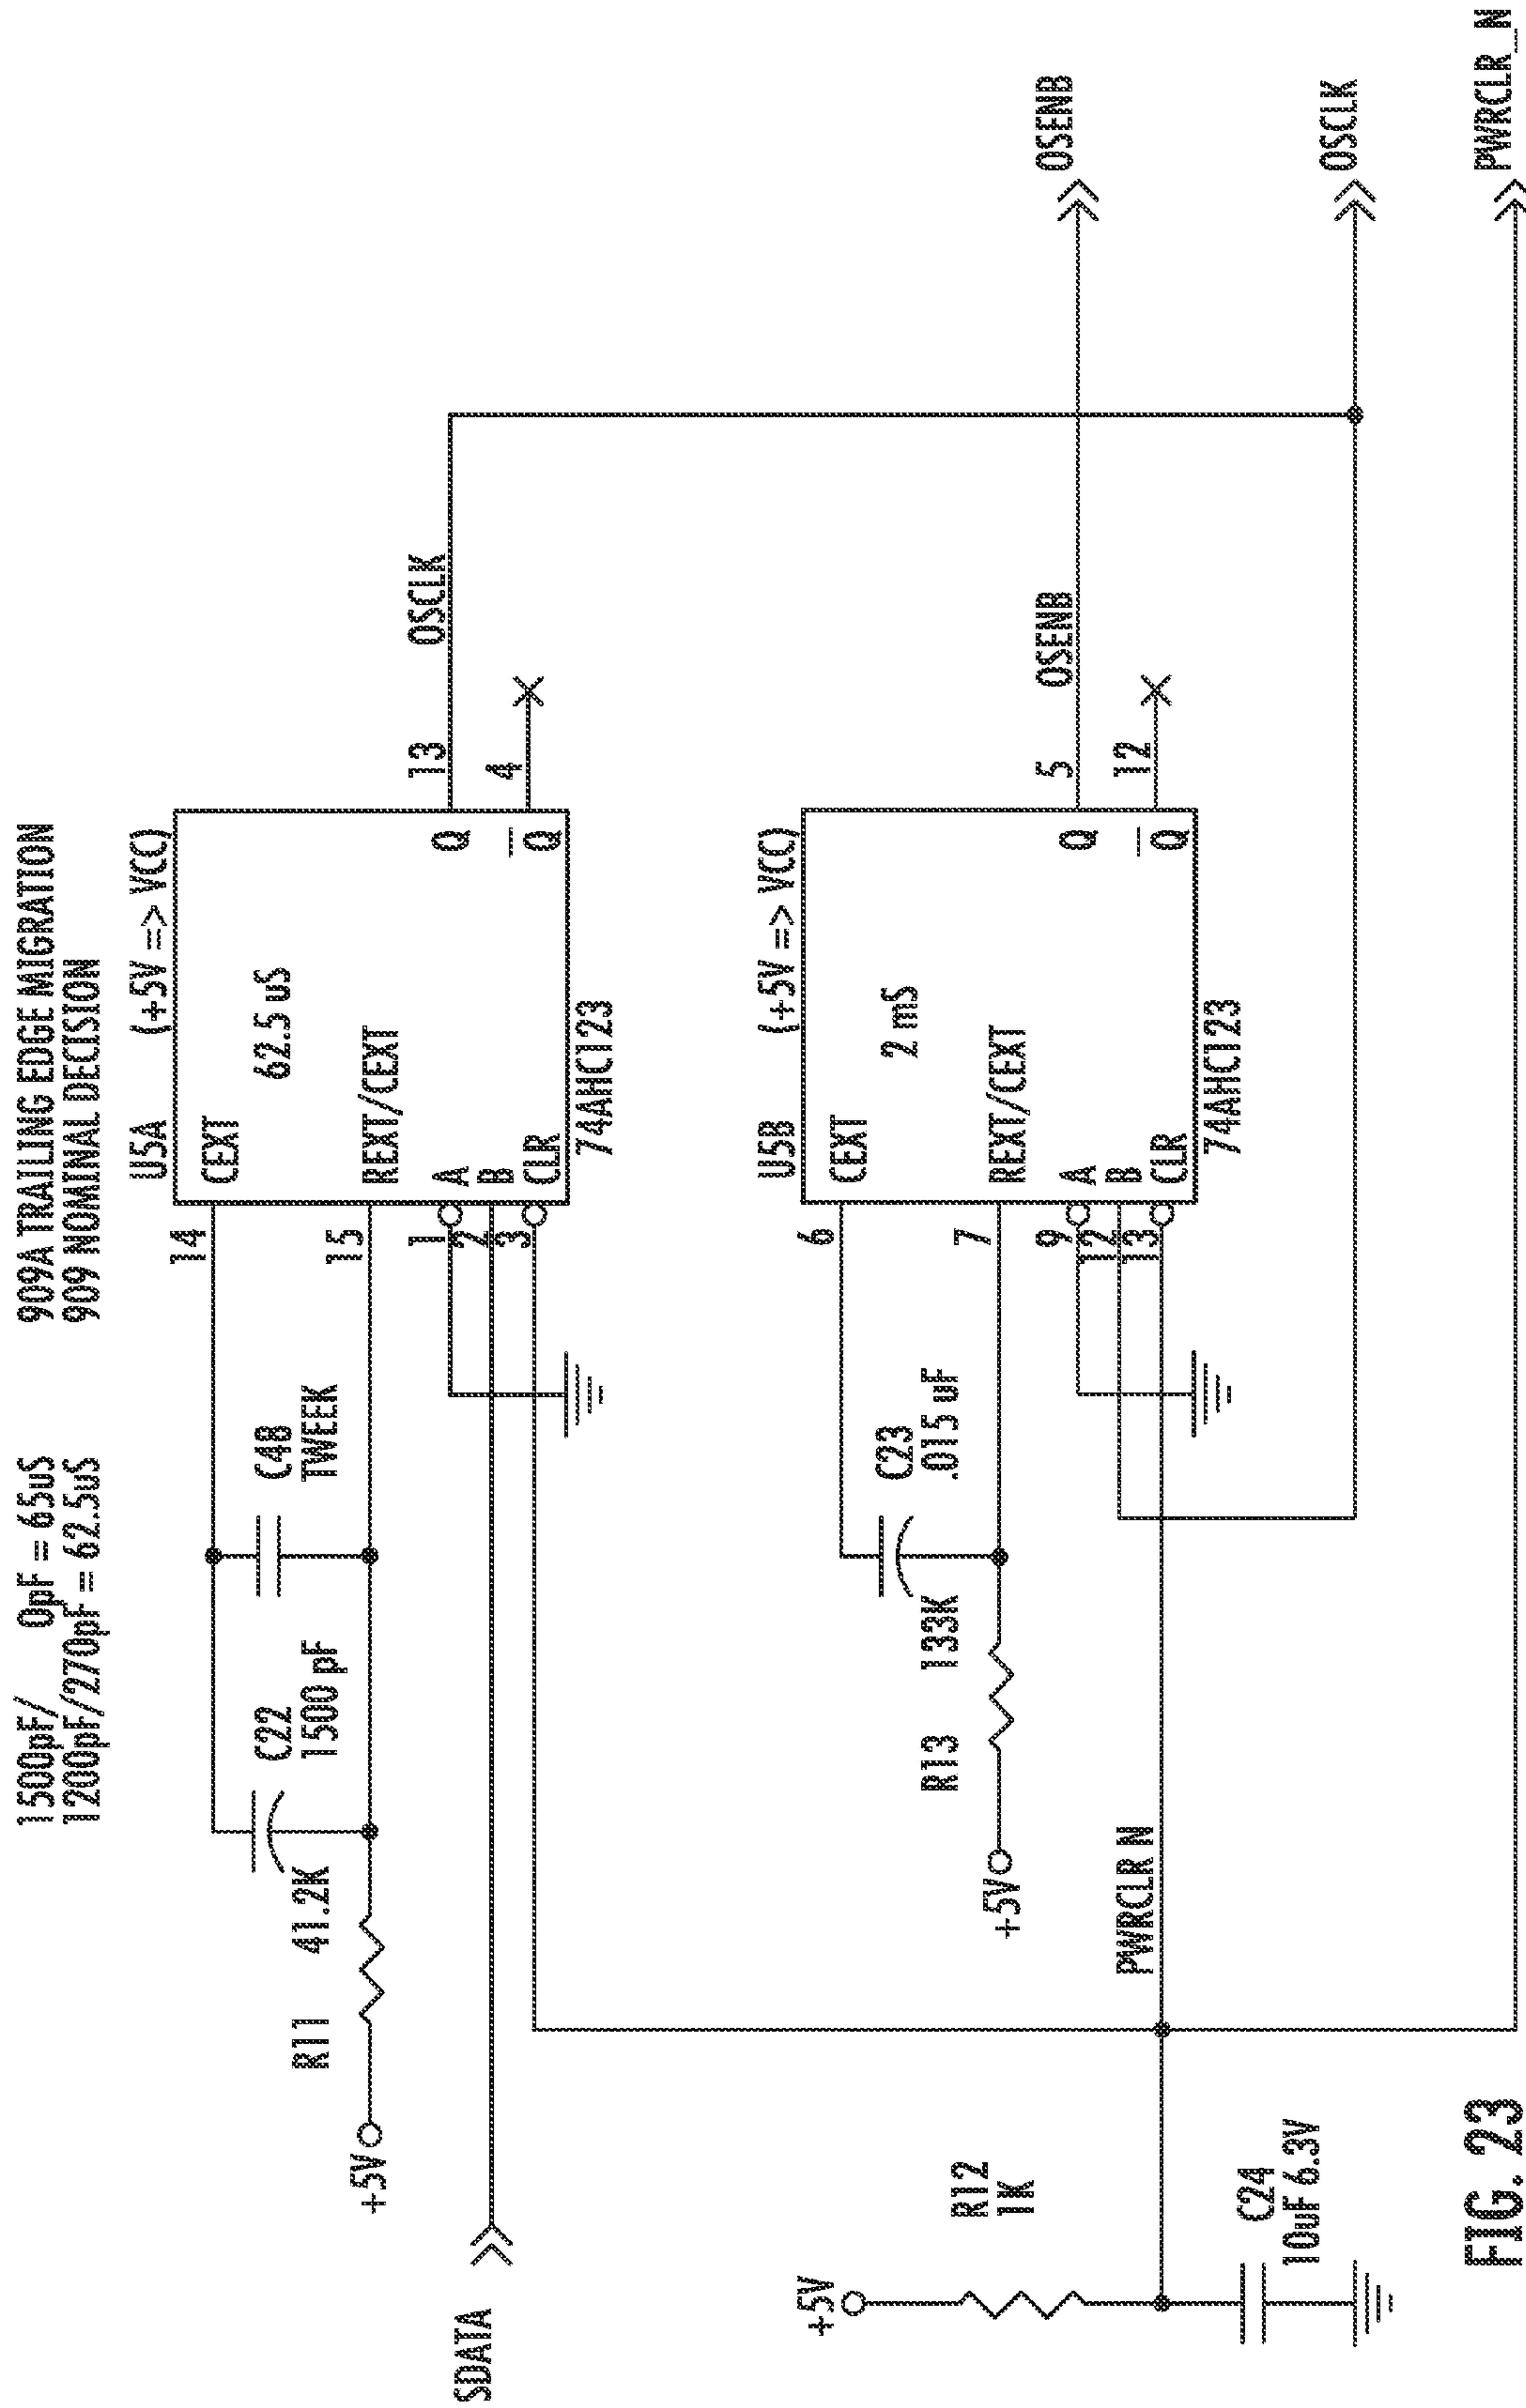 1500pF/ 0pF = 65uS 909A TRAILING EDGE MIGRATION
1200pF/270pF = 62.5uS 909 NOMINAL DECISION
U5A (+5V => VCC)
14
CEXT
C22
1500 pF
C48
TWEEK
62.5 uS
R11 41.2K
+5V
15
REXT/CEXT
OSCLK
1
A
13
Q
2
B
3
CLR
4
Q
SDATA
74AHC123
U5B (+5V => VCC)
6
CEXT
C23
.015 uF
2 mS
R13 133K
+5V
7
REXT/CEXT
OSENB
OSENB
9
A
5
Q
12
B
13
CLR
12
Q
PWRCLR N
74AHC123
+5V
R12
1K
C24
10uF 6.3V
OSCLK
PWRCLR_N
FIG. 23